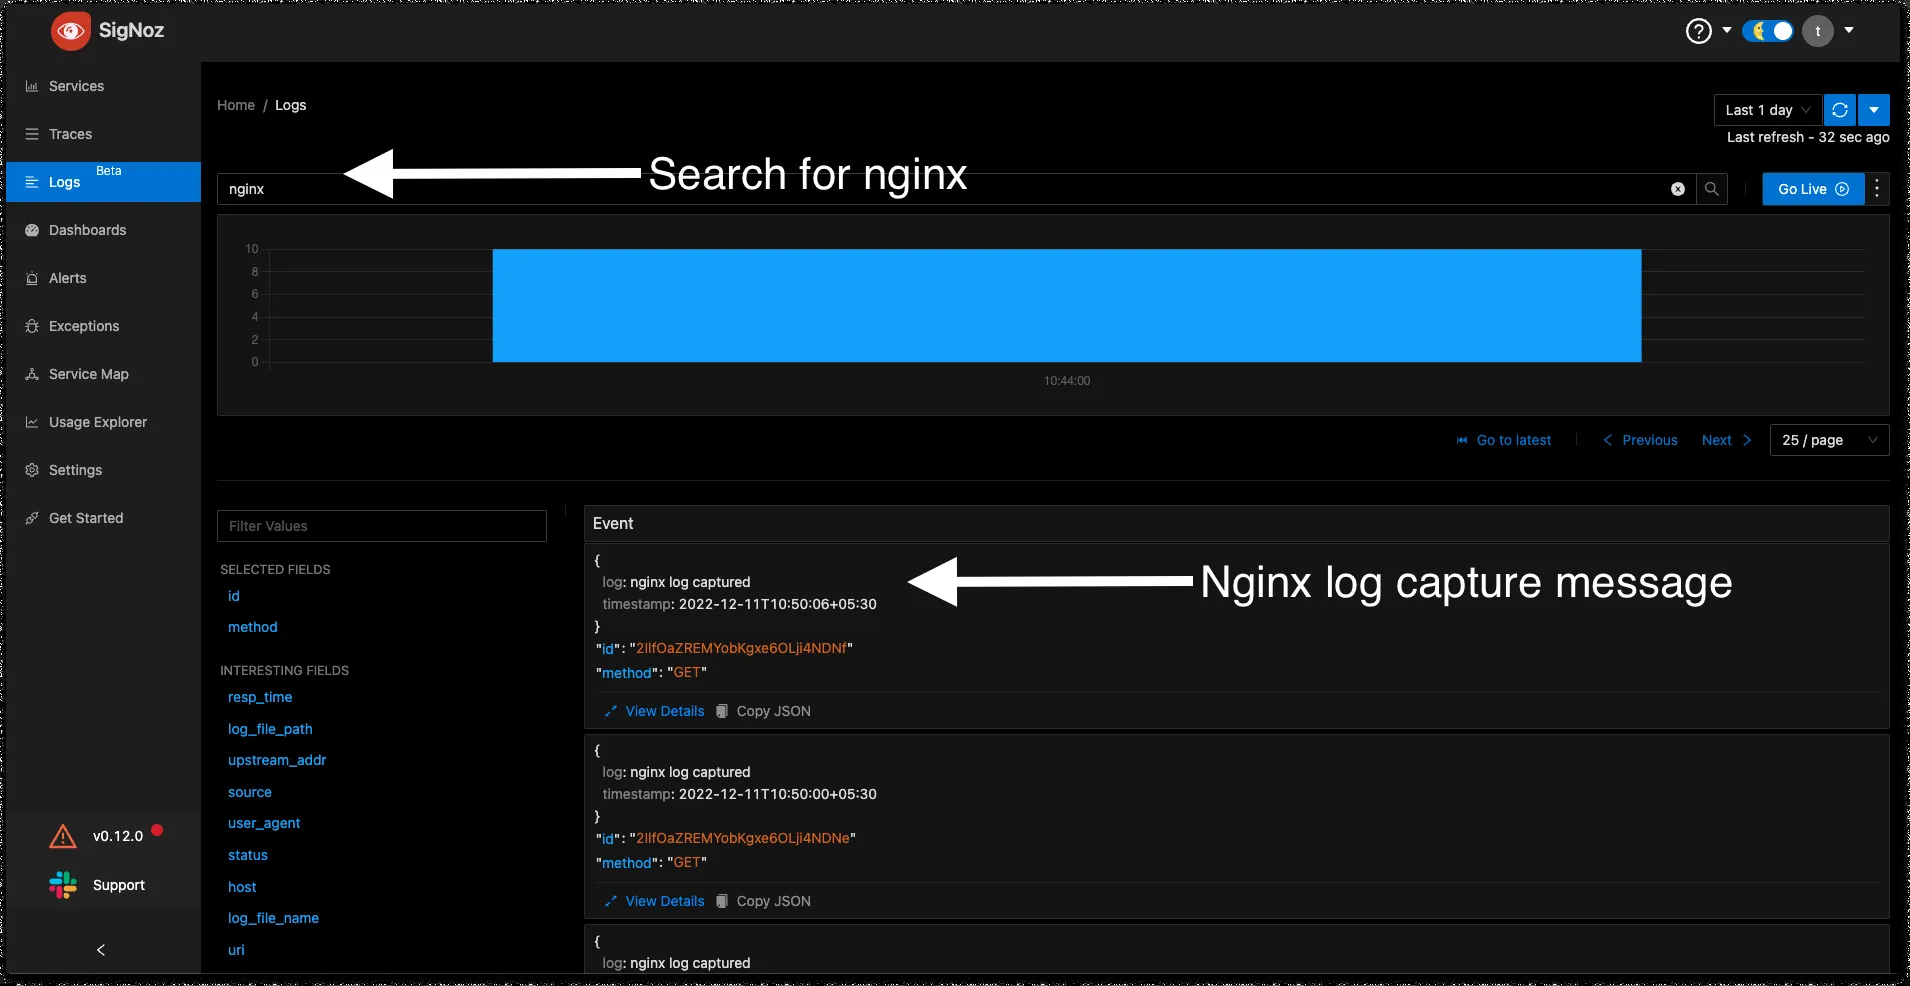 SigNoz
t
Services
Traces
Logs Beta
Dashboards
Alerts
Exceptions
Service Map
Usage Explorer
Settings
Get Started
v0.12.0
Support
Home / Logs
Last 1 day
Last refresh - 32 sec ago
Search for nginx
nginx
Go Live
10
8
6
4
2
0
10:44:00
Go to latest
Previous
Next
25 / page
Filter Values
SELECTED FIELDS
id
method
INTERESTING FIELDS
resp_time
log_file_path
upstream_addr
source
user_agent
status
host
log_file_name
uri
Event
{
log: nginx log captured
Nginx log capture message
timestamp: 2022-12-11T10:50:06+05:30
}
"id": "2IlfOaZREMYobKgxe6OLji4NDNf"
"method": "GET"
View Details Copy JSON
{
log: nginx log captured
timestamp: 2022-12-11T10:50:00+05:30
}
"id": "2IlfOaZREMYobKgxe6OLji4NDNe"
"method": "GET"
View Details Copy JSON
{
log: nginx log captured